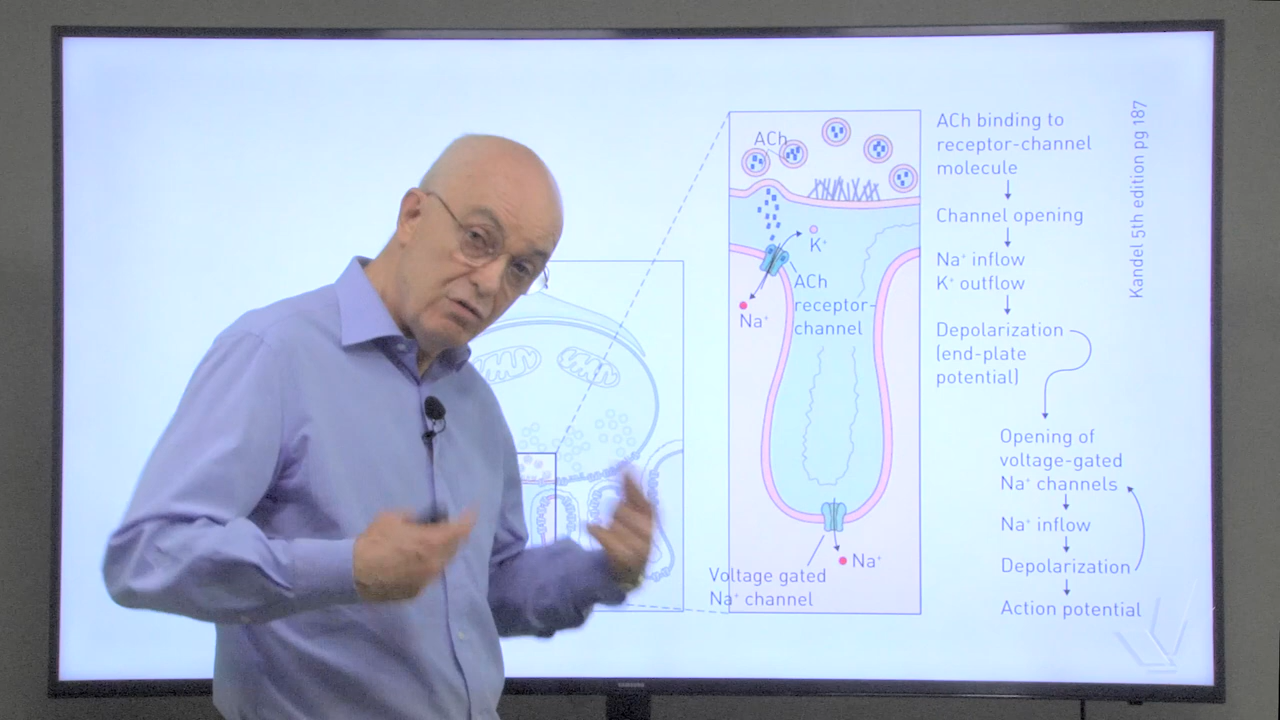 ACh
K⁺
ACh
receptor-
channel
Na⁺
Voltage gated
Na⁺ channel
Na⁺
ACh binding to
receptor-channel
molecule
Channel opening
Na⁺ inflow
K⁺ outflow
Depolarization
(end-plate
potential)
Opening of
voltage-gated
Na⁺ channels
Na⁺ inflow
Depolarization
Action potential
Kandel 5th edition pg 187
SAMSUNG